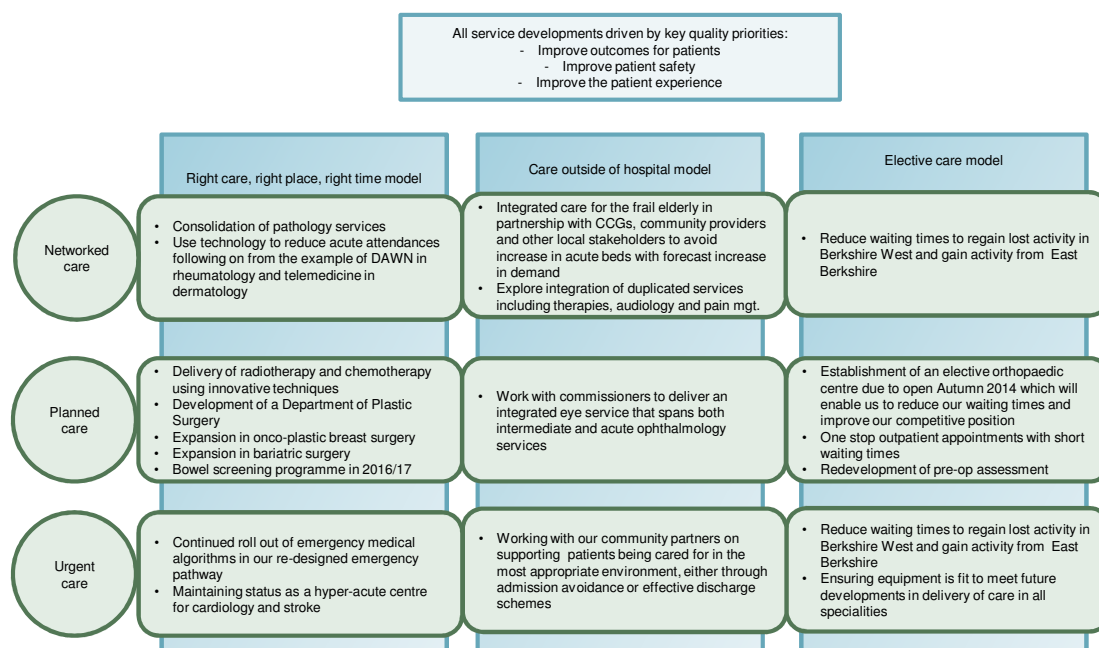 All service developments driven by key quality priorities:
- Improve outcomes for patients
- Improve patient safety
- Improve the patient experience
Right care, right place, right time model
Care outside of hospital model
Elective care model
Networked
care
• Consolidation of pathology services
• Use technology to reduce acute attendances
following on from the example of DAWN in
rheumatology and telemedicine in
dermatology
• Integrated care for the frail elderly in
partnership with CCGs, community providers
and other local stakeholders to avoid
increase in acute beds with forecast increase
in demand
• Explore integration of duplicated services
including therapies, audiology and pain mgt.
• Reduce waiting times to regain lost activity in
Berkshire West and gain activity from East
Berkshire
Planned
care
• Delivery of radiotherapy and chemotherapy
using innovative techniques
• Development of a Department of Plastic
Surgery
• Expansion in onco-plastic breast surgery
• Expansion in bariatric surgery
• Bowel screening programme in 2016/17
• Work with commissioners to deliver an
integrated eye service that spans both
intermediate and acute ophthalmology
services
• Establishment of an elective orthopaedic
centre due to open Autumn 2014 which will
enable us to reduce our waiting times and
improve our competitive position
• One stop outpatient appointments with short
waiting times
• Redevelopment of pre-op assessment
Urgent
care
• Continued roll out of emergency medical
algorithms in our re-designed emergency
pathway
• Maintaining status as a hyper-acute centre
for cardiology and stroke
• Working with our community partners on
supporting patients being cared for in the
most appropriate environment, either through
admission avoidance or effective discharge
schemes
• Reduce waiting times to regain lost activity in
Berkshire West and gain activity from East
Berkshire
• Ensuring equipment is fit to meet future
developments in delivery of care in all
specialities